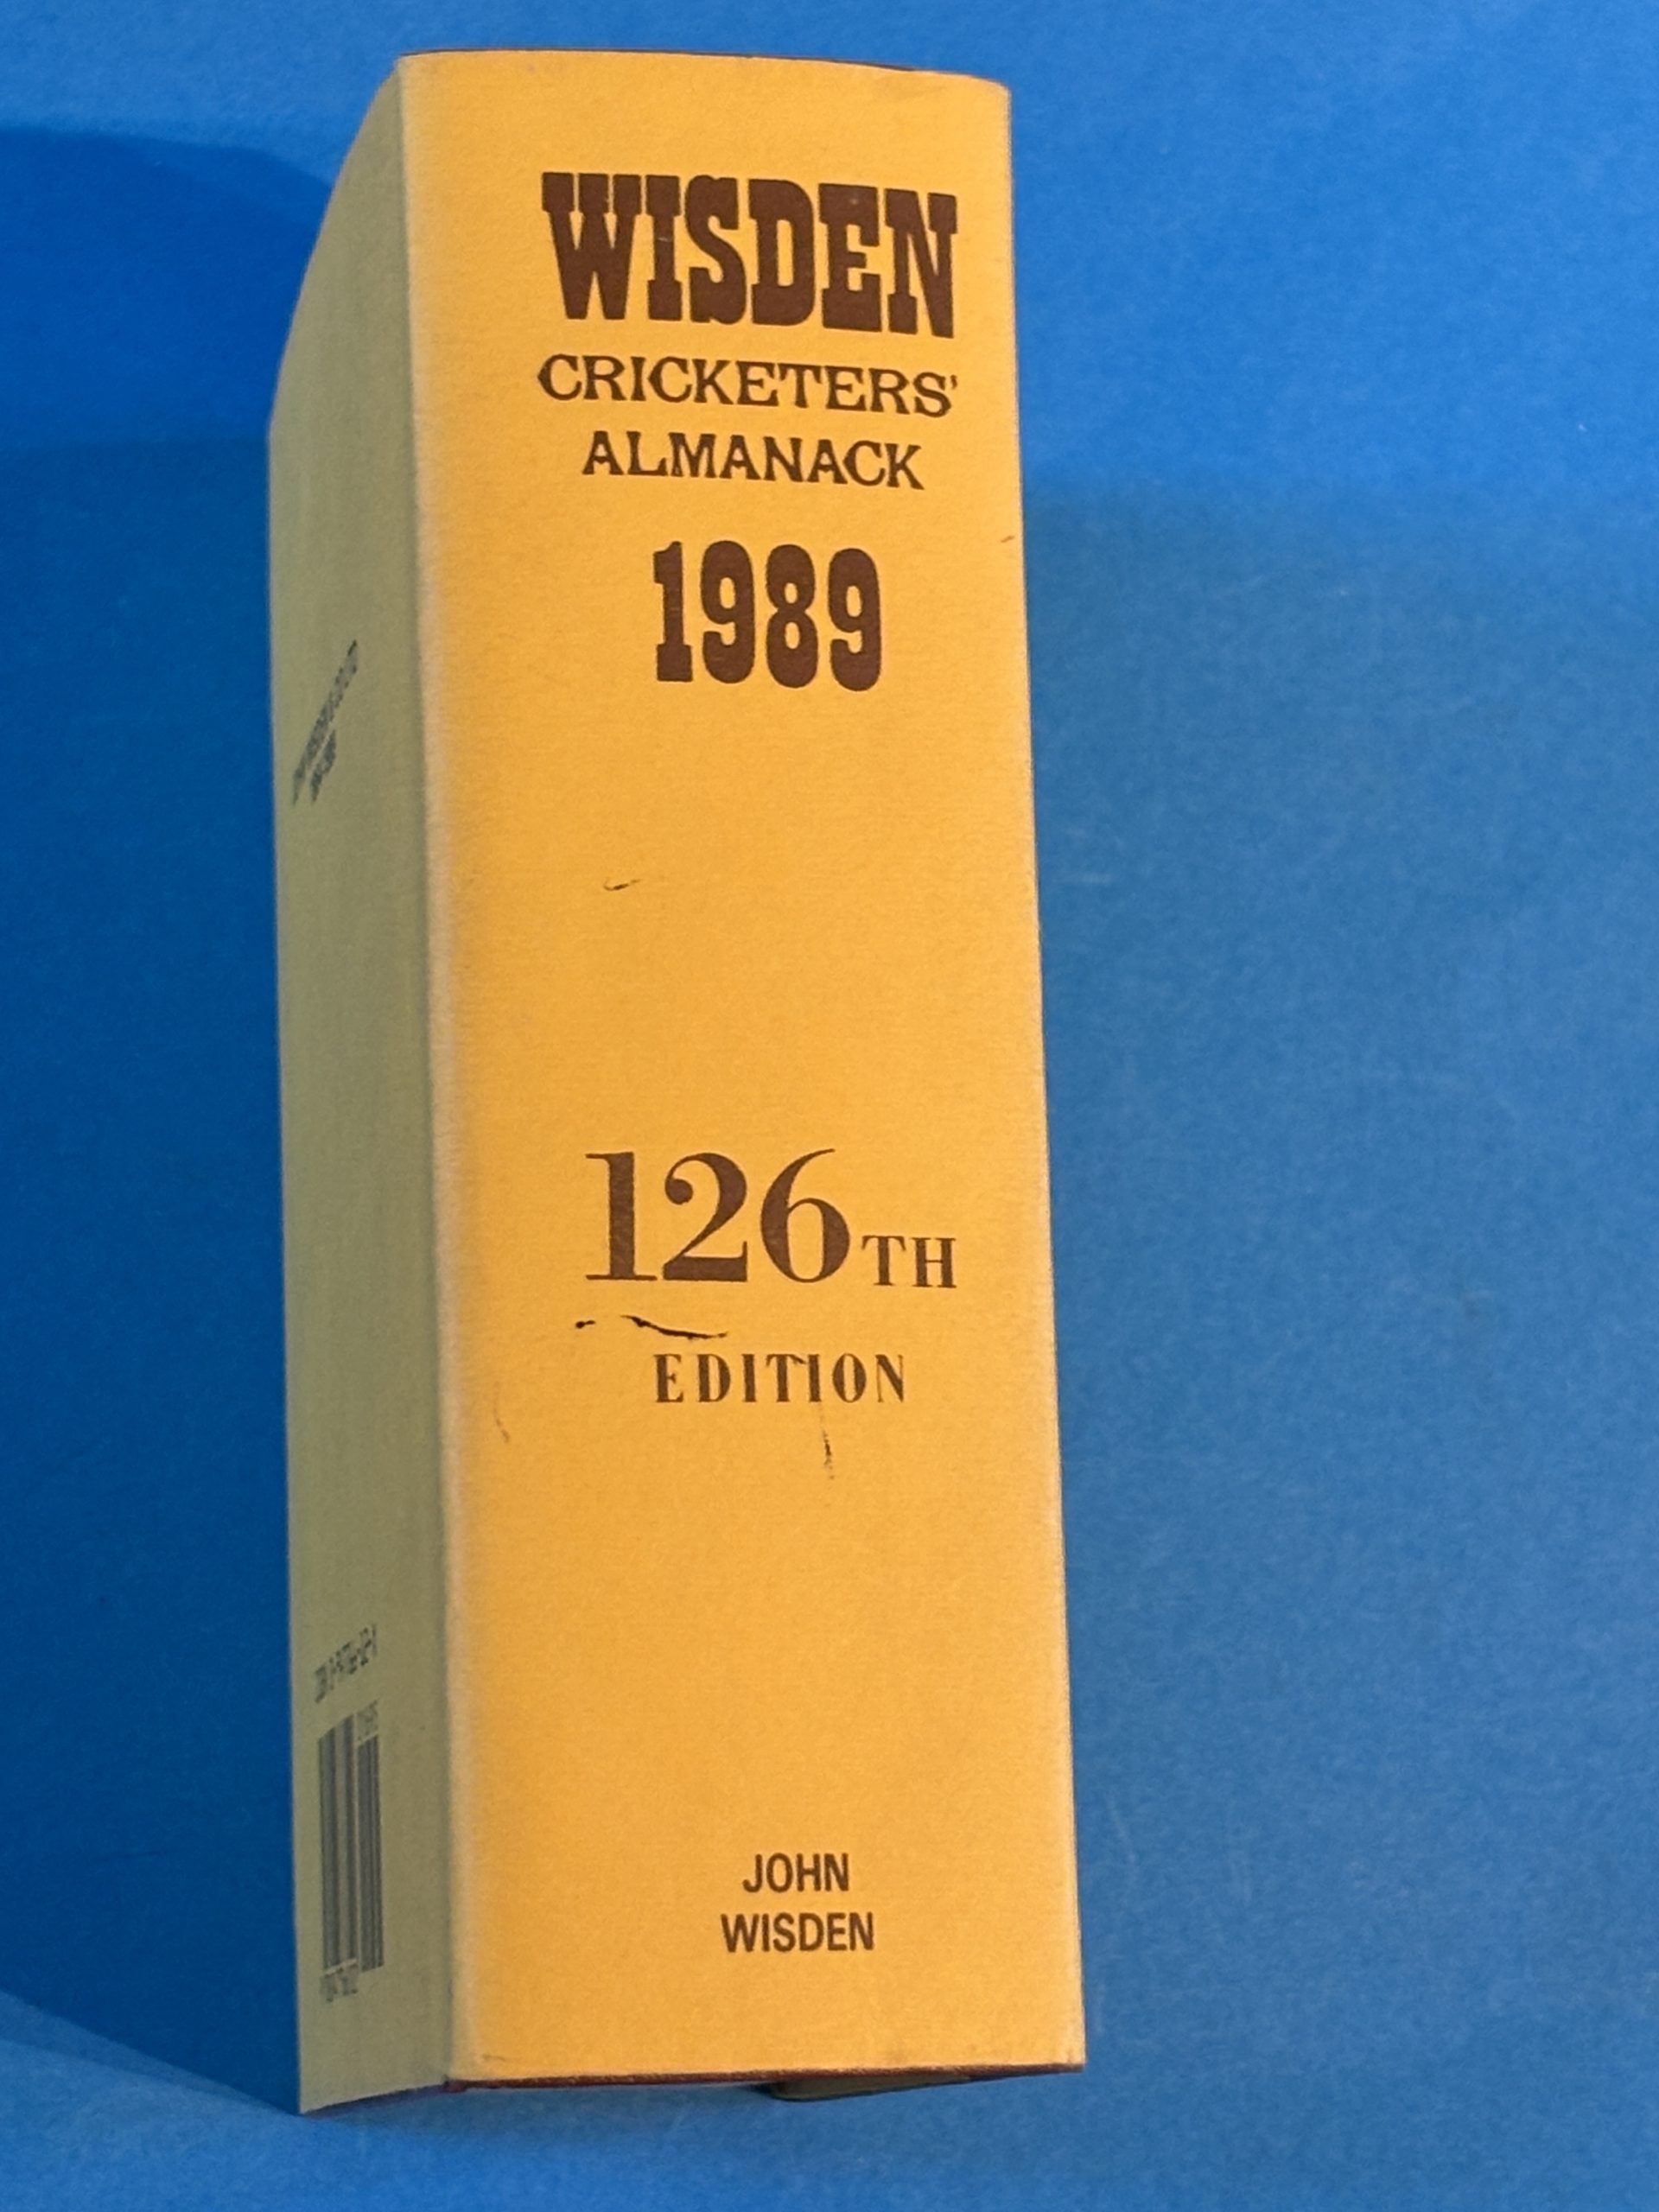 WISDEN
CRICKETERS'
ALMANACK
1989
126TH
EDITION
JOHN
WISDEN